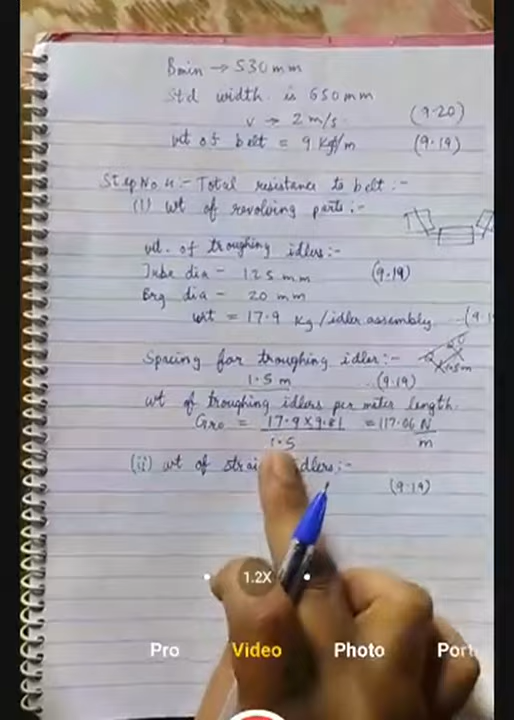 Bmin → 530 mm
Std width is 650 mm
v → 2 m/s. (9.20)
wt of belt = 9 Kgf/m (9.19)
Step No 4:- Total resistance to belt:-
(i) wt of revolving parts:-
wt. of troughing idlers:-
Tube dia - 125 mm (9.19)
Brg dia - 20 mm
wt = 17.9 Kg/idler assembly
Spacing for troughing idler:-
1.5 m (9.19)
wt of troughing idlers per meter length.
Gro = 17.9 x 9.81 = 117.06 N
1.5 m
(ii) wt of idlers:-
(9.19)
1.2X
Pro Video Photo